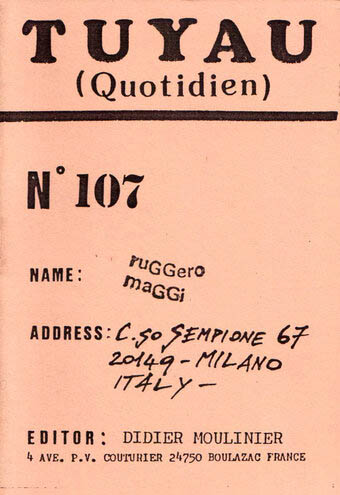 TUYAU
(Quotidien)
N° 107
NAME: ruGGero
maGGi
ADDRESS: C.SO SEMPIONE 67
20149 - MILANO
ITALY -
EDITOR: DIDIER MOULINIER
4 AVE. P.V. COUTURIER 24750 BOULAZAC FRANCE